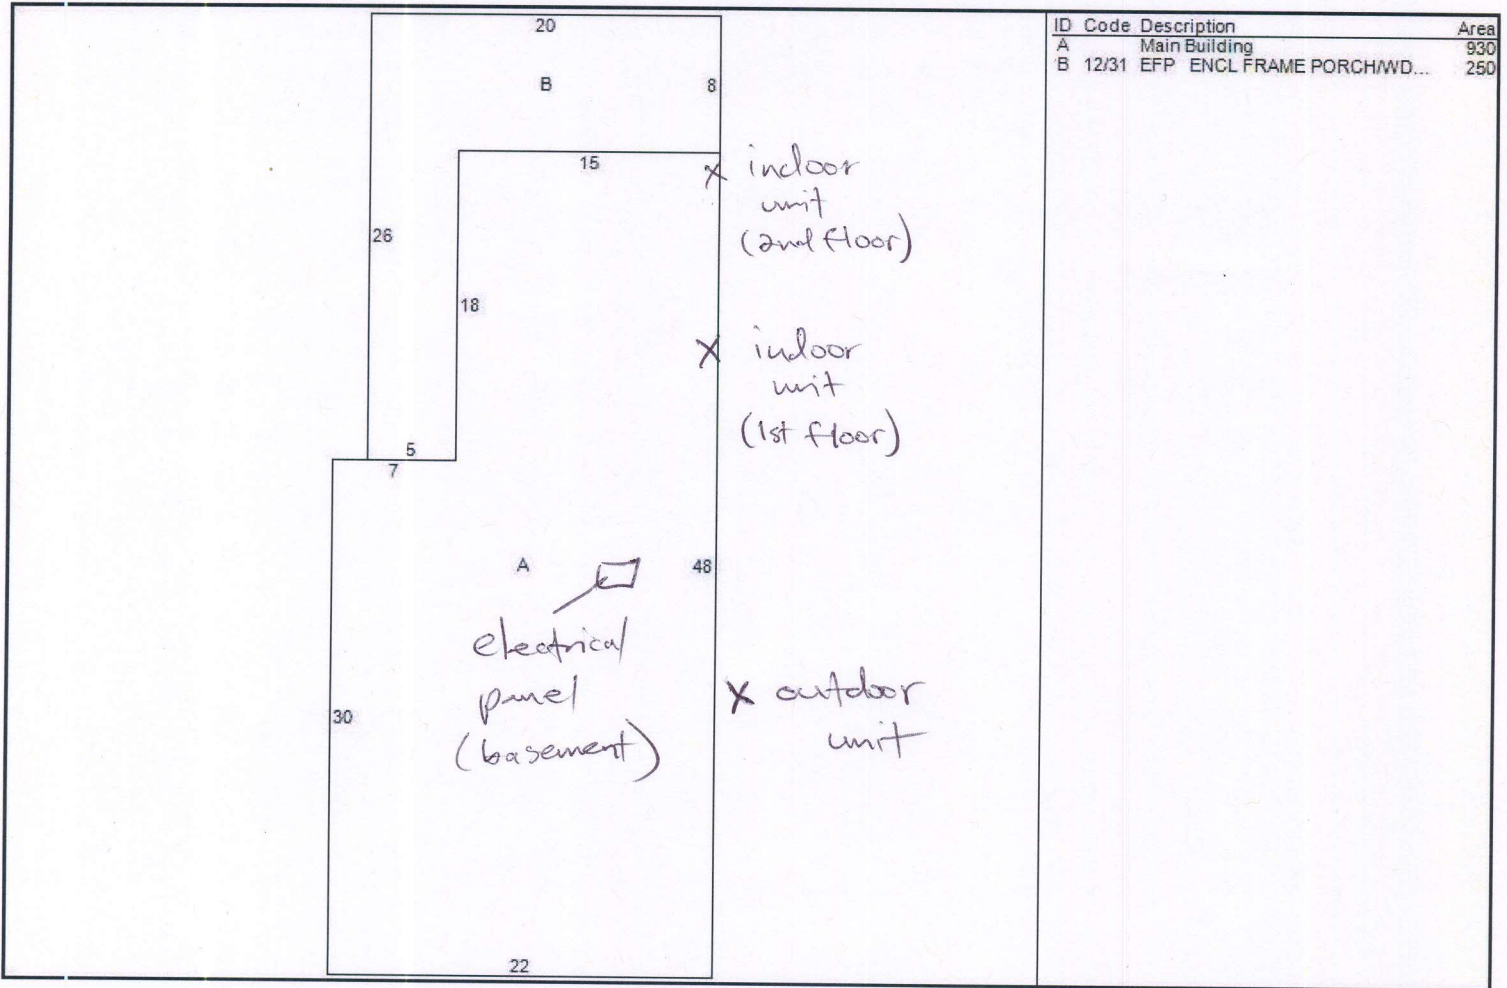 20
ID Code Description Area
A Main Building 930
B 12/31 EFP ENCL FRAME PORCH/WD... 250
B
8
15
indoor
unit
(2nd floor)
26
18
indoor
unit
(1st floor)
5
7
A
48
electrical
panel
(basement)
X outdoor
unit
30
22